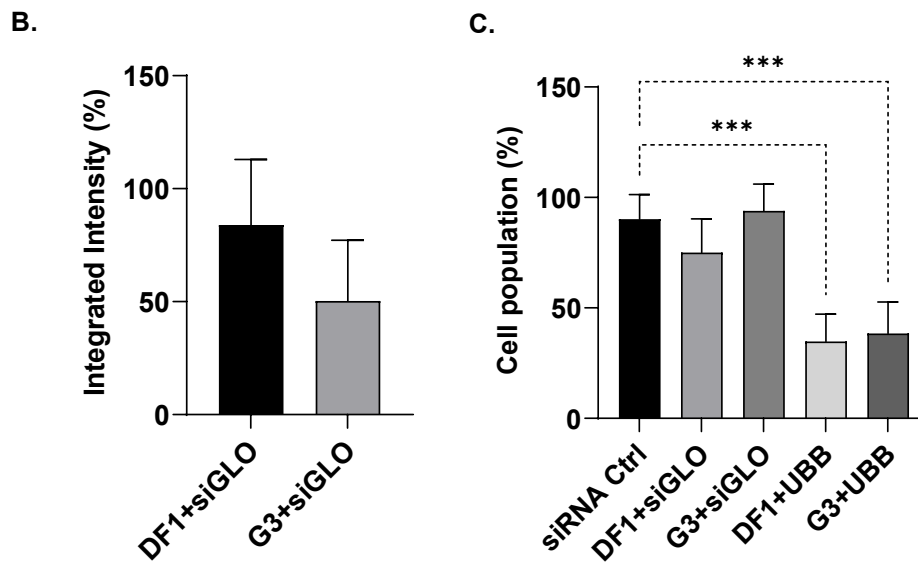 B.
Integrated Intensity (%)
150
100
50
0
DF1+siGLO
G3+siGLO
C.
Cell population (%)
150
100
50
0
***
***
siRNA Ctrl
DF1+siGLO
G3+siGLO
DF1+UBB
G3+UBB